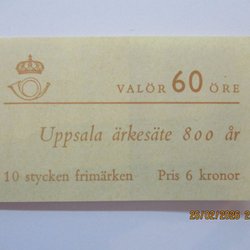 VALÖR 60 ÖRE
Uppsala ärkesäte 800 år
10 stycken frimärken Pris 6 kronor